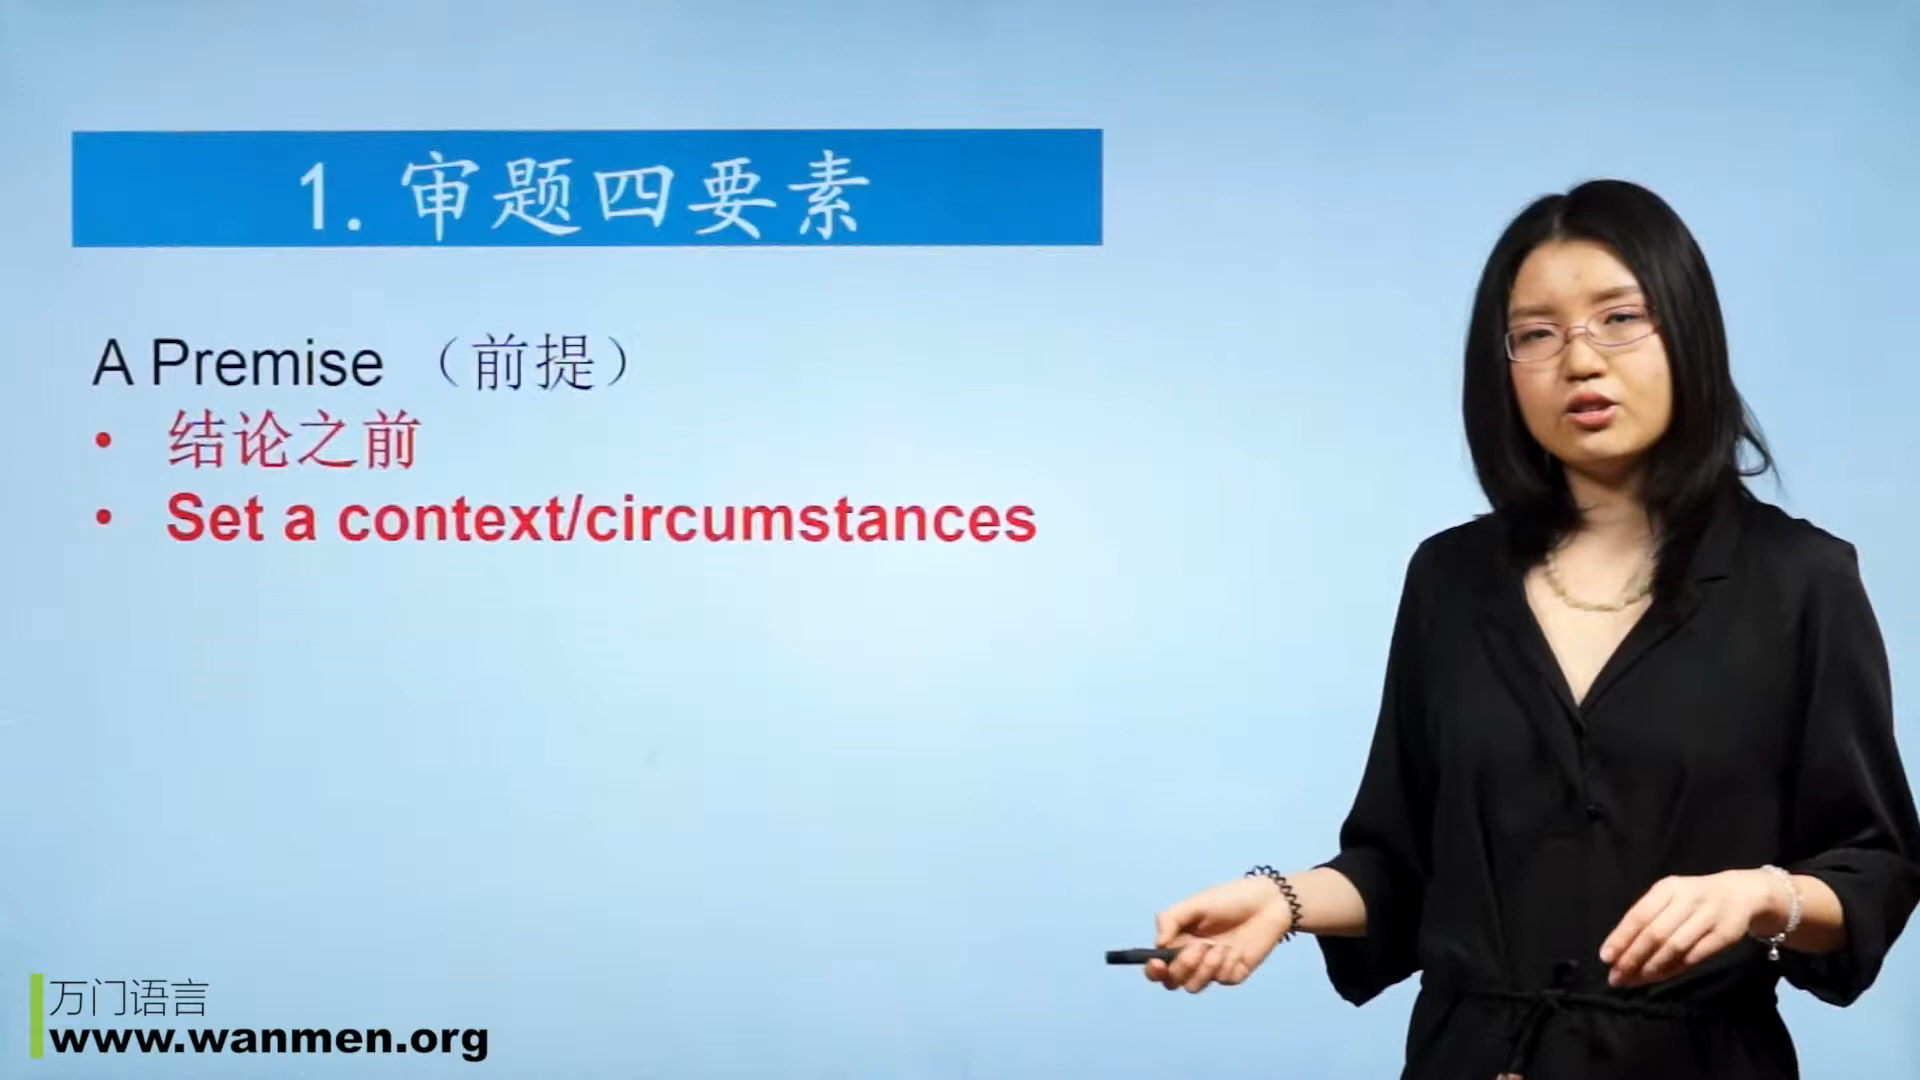 1. 审题四要素
A Premise （前提）
• 结论之前
• Set a context/circumstances
万门语言
www.wanmen.org